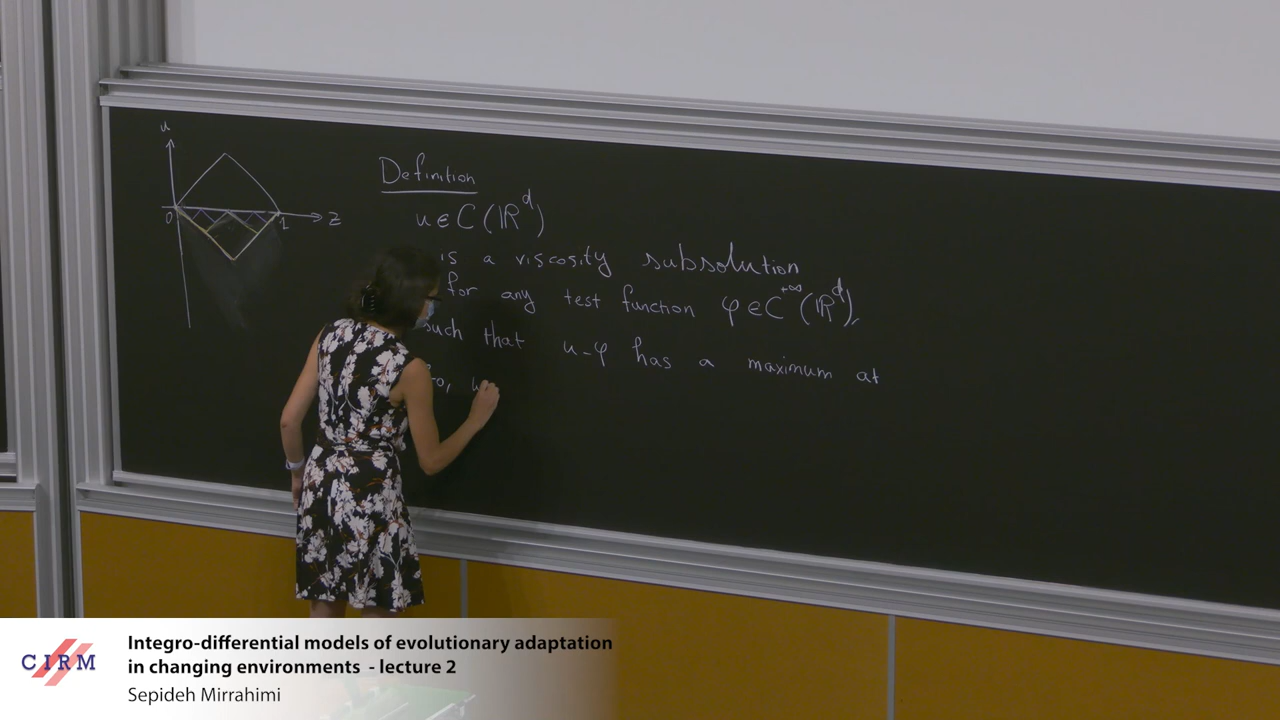 u
0
1
z
Definition
u ∈ C(ℝ^d)
is a viscosity subsolution
for any test function φ ∈ C^{+∞}(ℝ^d),
such that u-φ has a maximum at
CIRM
Integro-differential models of evolutionary adaptation
in changing environments - lecture 2
Sepideh Mirrahimi